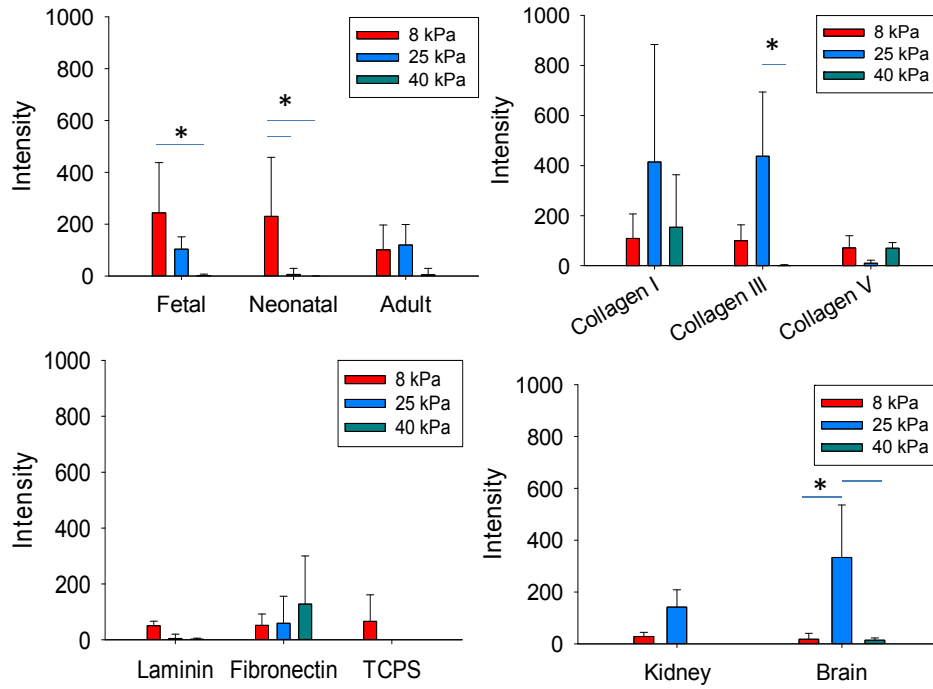 1000
800
600
400
200
0
Intensity
8 kPa
25 kPa
40 kPa
*
*
Fetal Neonatal Adult
1000
800
600
400
200
0
Intensity
8 kPa
25 kPa
40 kPa
*
Collagen I Collagen III Collagen V
1000
800
600
400
200
0
Intensity
8 kPa
25 kPa
40 kPa
Laminin Fibronectin TCPS
1000
800
600
400
200
0
Intensity
8 kPa
25 kPa
40 kPa
*
Kidney Brain